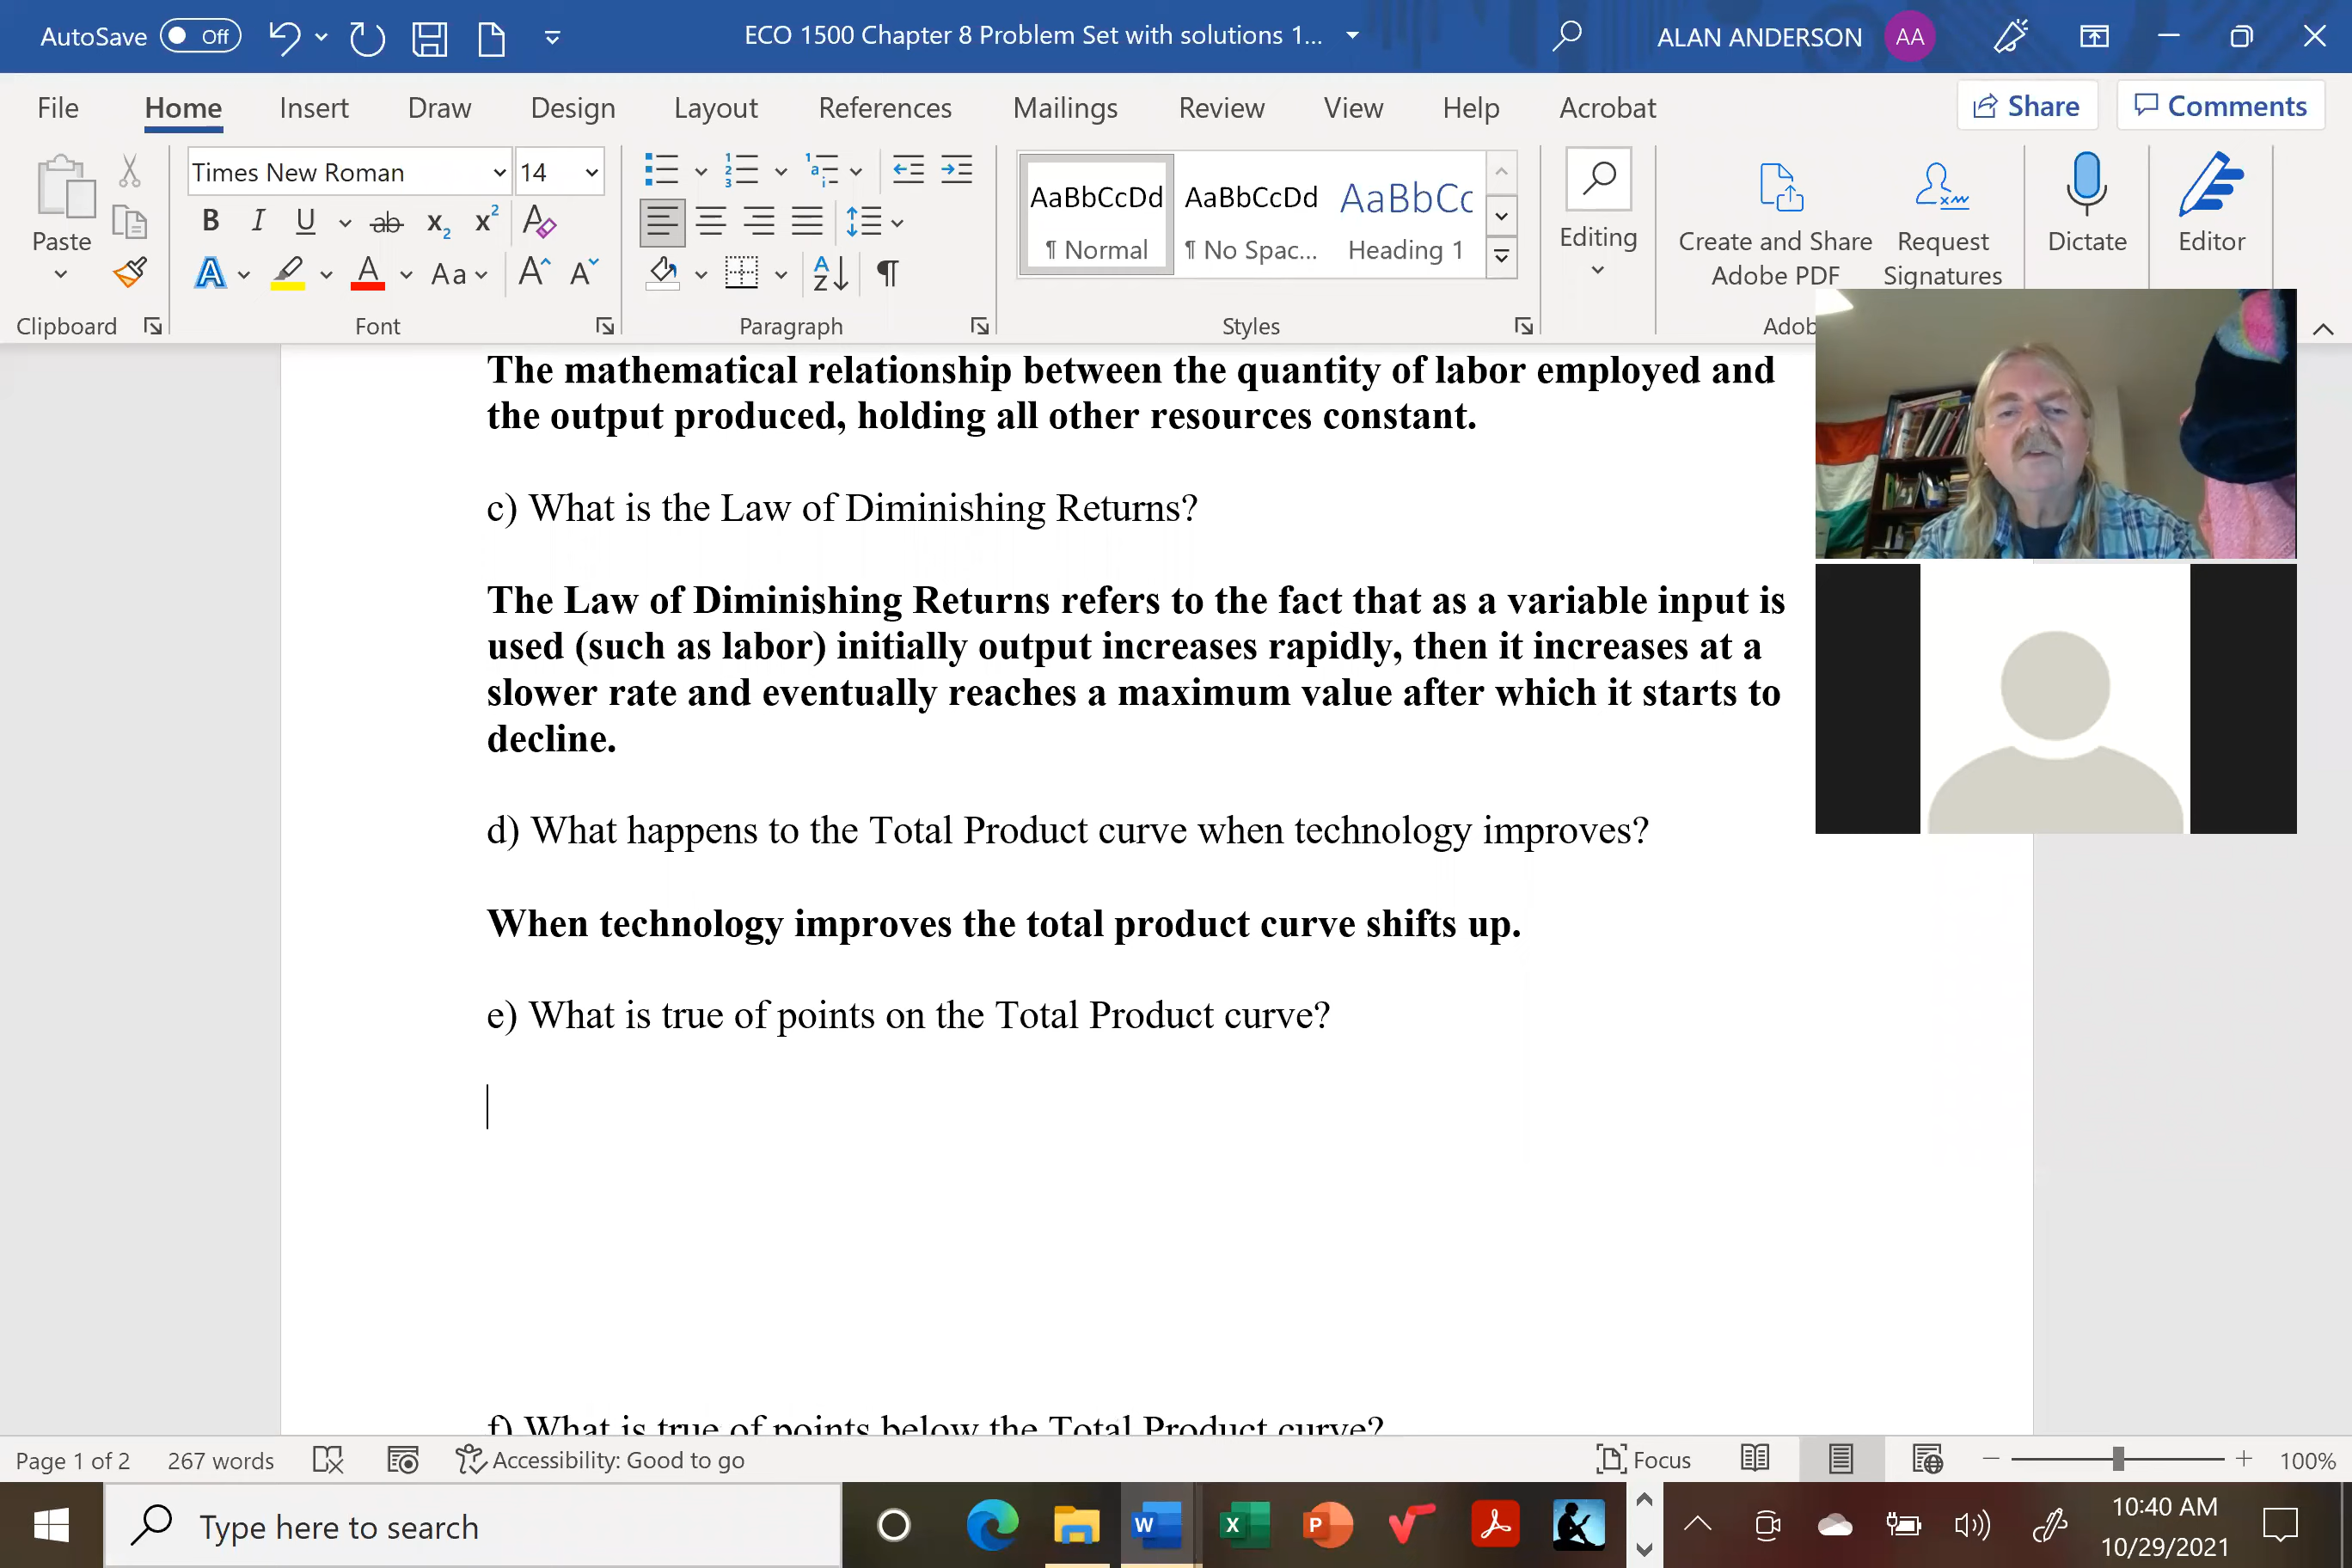 AutoSave Off ECO 1500 Chapter 8 Problem Set with solutions 1... ALAN ANDERSON AA
File Home Insert Draw Design Layout References Mailings Review View Help Acrobat Share Comments
Times New Roman 14
AaBbCcDd AaBbCcDd AaBbCc
¶ Normal ¶ No Spac... Heading 1
Paste
Editing
Create and Share Adobe PDF
Request Signatures
Dictate
Editor
Clipboard Font Paragraph Styles Adob
The mathematical relationship between the quantity of labor employed and
the output produced, holding all other resources constant.
c) What is the Law of Diminishing Returns?
The Law of Diminishing Returns refers to the fact that as a variable input is
used (such as labor) initially output increases rapidly, then it increases at a
slower rate and eventually reaches a maximum value after which it starts to
decline.
d) What happens to the Total Product curve when technology improves?
When technology improves the total product curve shifts up.
e) What is true of points on the Total Product curve?
f) What is true of points below the Total Product curve?
Page 1 of 2 267 words Accessibility: Good to go Focus 100%
Type here to search
10:40 AM
10/29/2021